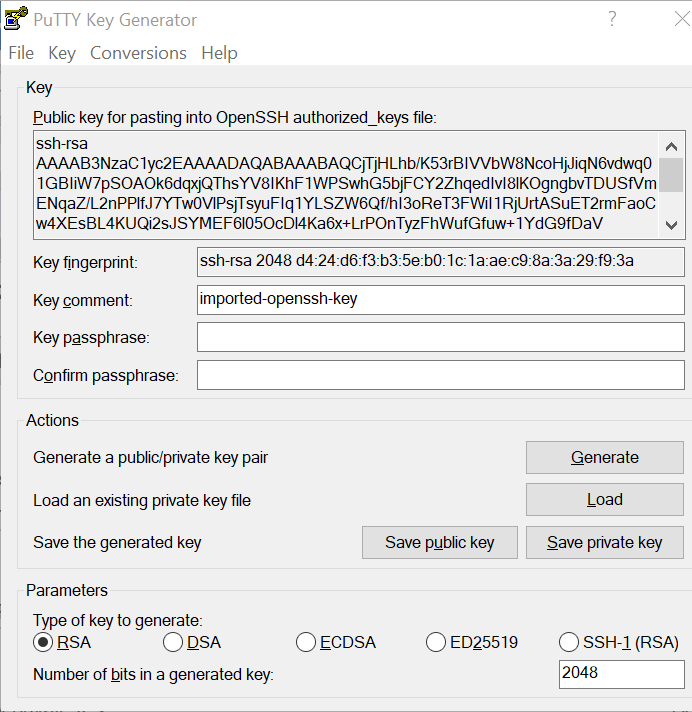 PuTTY Key Generator
File Key Conversions Help
Key
Public key for pasting into OpenSSH authorized_keys file:
ssh-rsa
AAAAB3NzaC1yc2EAAAADAQABAAABAQCjTjHLhb/K53rBIVVbW8NcoHjJiqN6vdwq0
1GBIiW7pSOAOk6dqxjQThsYV8IKhF1WPSwhG5bjFCY2ZhqedIvI8lKOgngbvTDUSfVm
ENqaZ/L2nPPlfJ7YTw0VlPsjTsyuFIq1YLSZW6Qf/hI3oReT3FWiI1RjUrtASuET2rmFaoC
w4XEsBL4KUQi2sJSYMEF6l05OcDl4Ka6x+LrPOnTyzFhWufGfuw+1YdG9fDaV
Key fingerprint: ssh-rsa 2048 d4:24:d6:f3:b3:5e:b0:1c:1a:ae:c9:8a:3a:29:f9:3a
Key comment: imported-openssh-key
Key passphrase:
Confirm passphrase:
Actions
Generate a public/private key pair Generate
Load an existing private key file Load
Save the generated key Save public key Save private key
Parameters
Type of key to generate:
RSA DSA ECDSA ED25519 SSH-1 (RSA)
Number of bits in a generated key: 2048